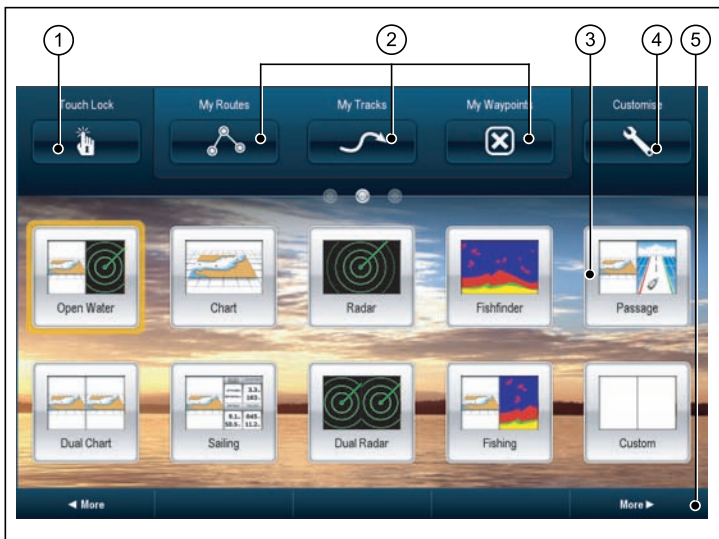 1 2 3 4 5
Touch Lock My Routes My Tracks My Waypoints Customise
Open Water Chart Radar Fishfinder Passage
Dual Chart Sailing Dual Radar Fishing Custom
◄ More More ►